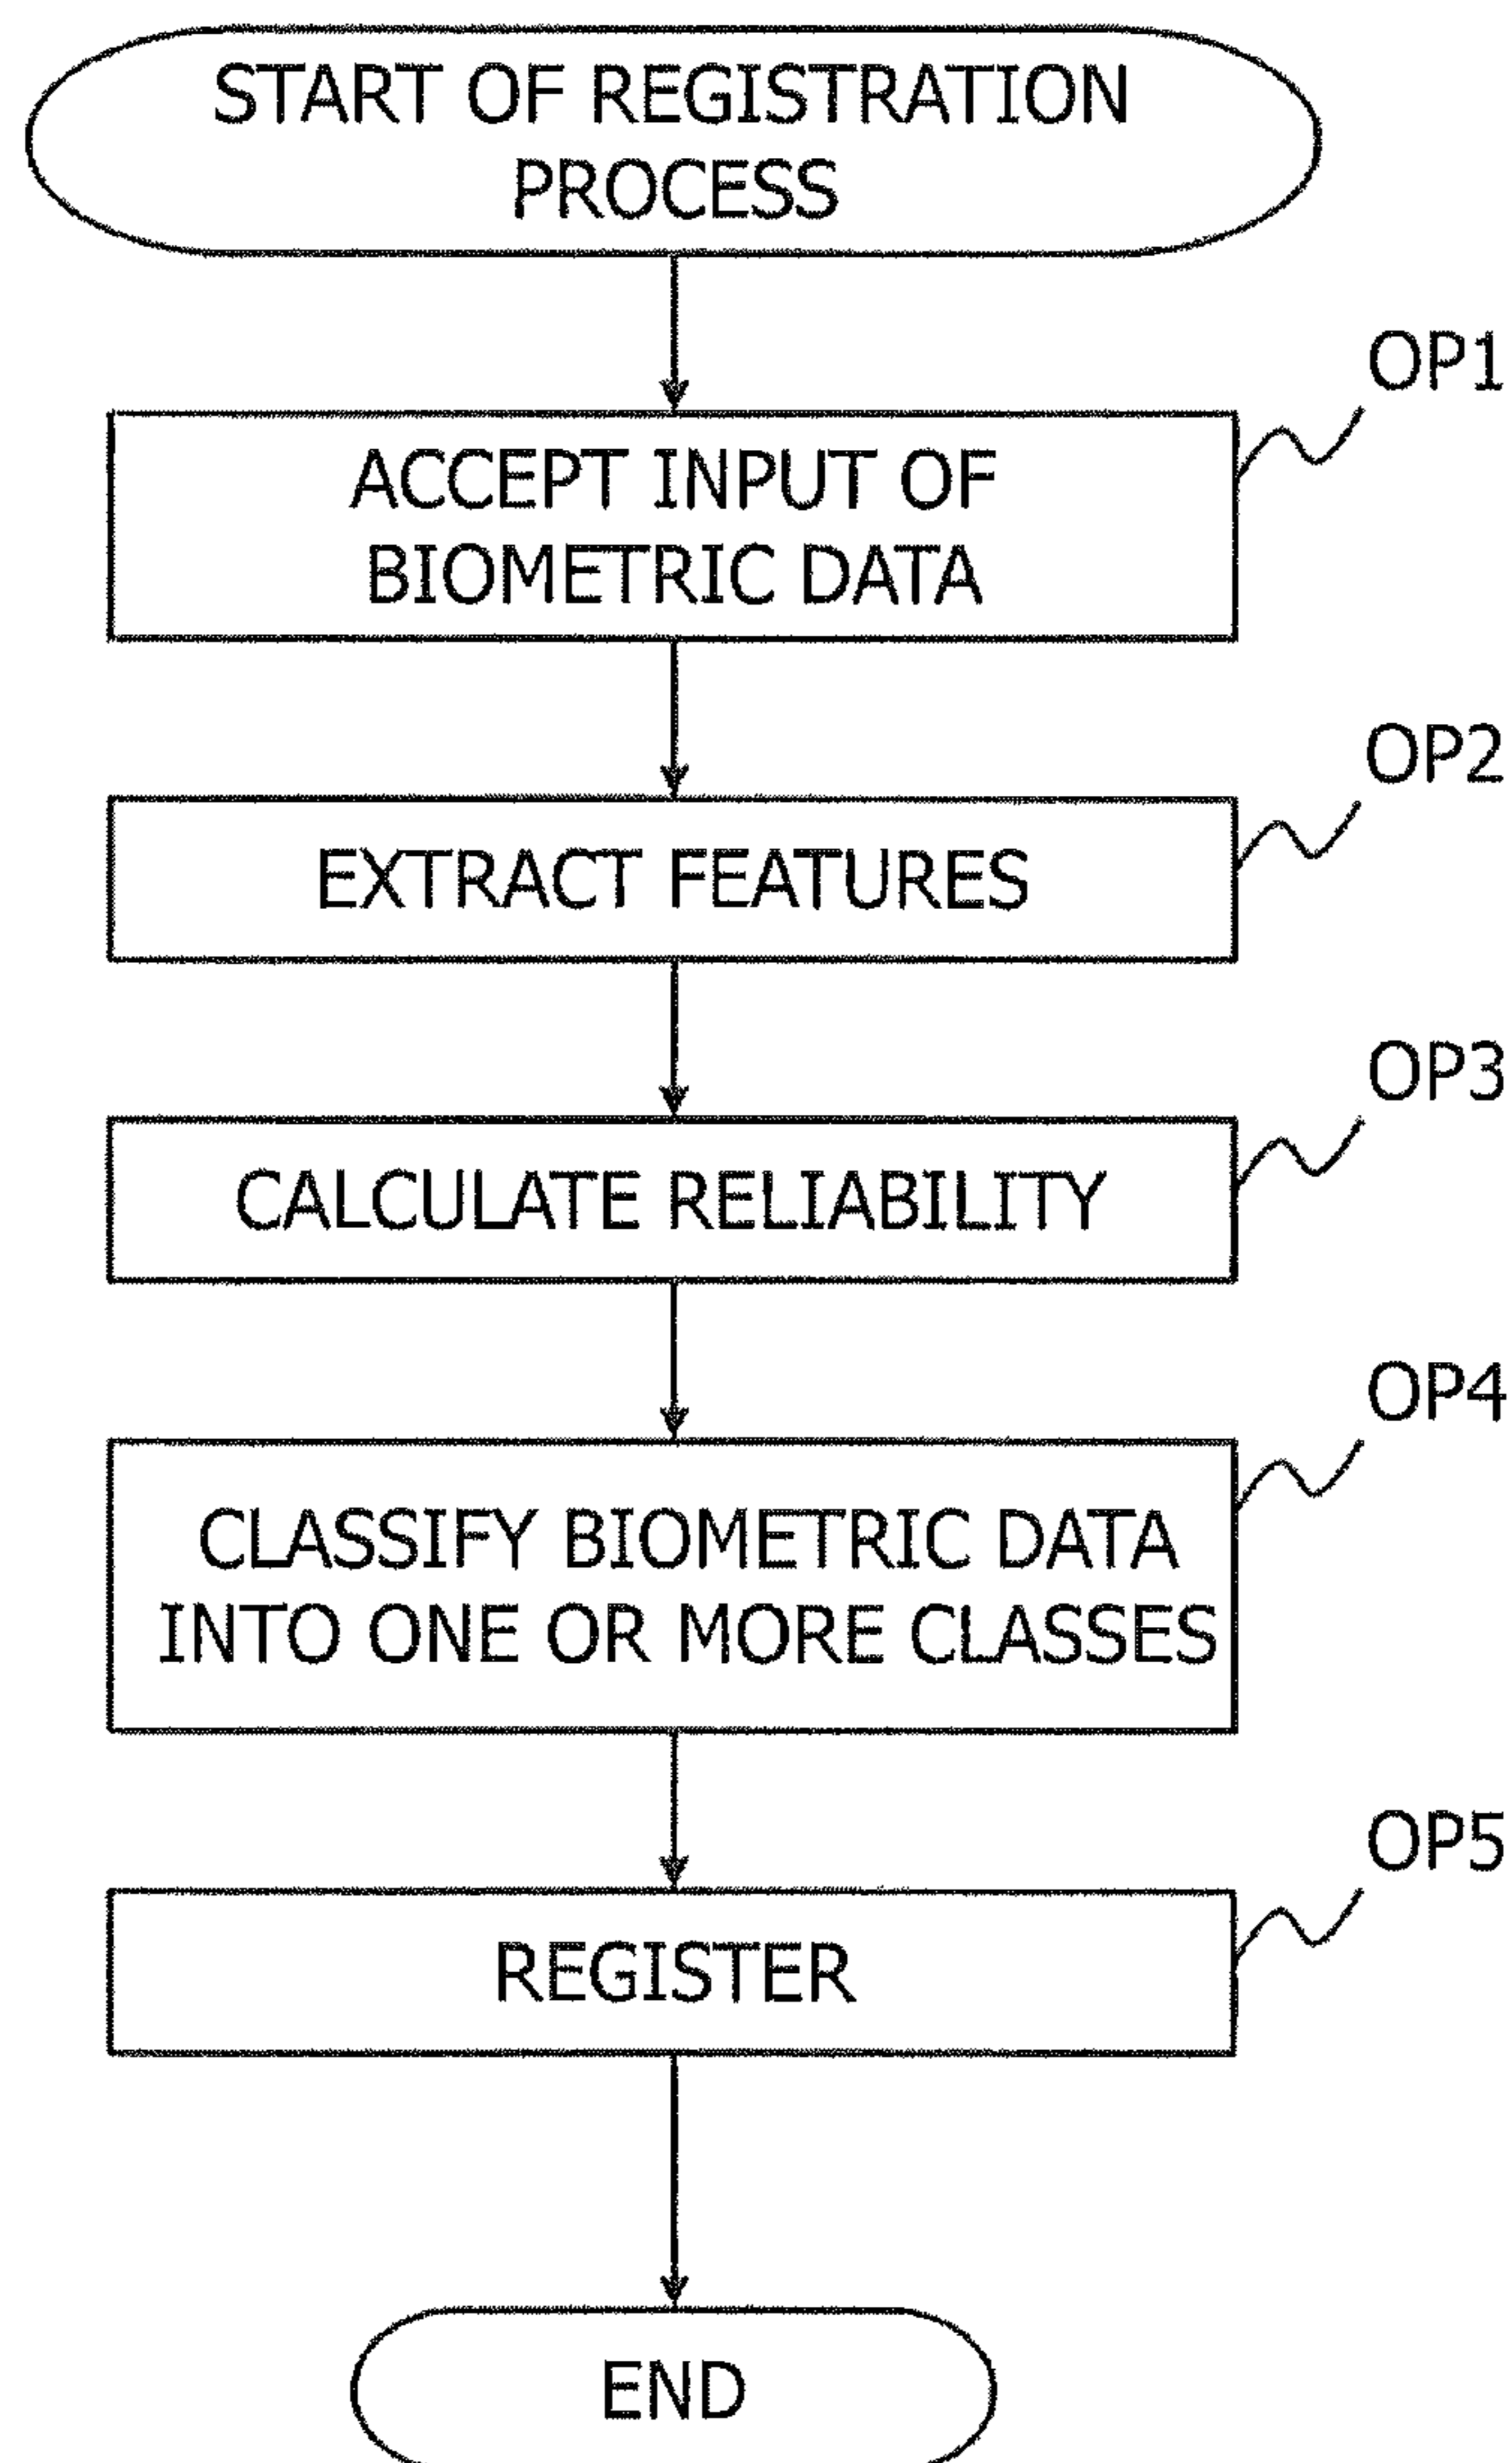 START OF REGISTRATION
PROCESS
OP1
ACCEPT INPUT OF
BIOMETRIC DATA
OP2
EXTRACT FEATURES
OP3
CALCULATE RELIABILITY
OP4
CLASSIFY BIOMETRIC DATA
INTO ONE OR MORE CLASSES
OP5
REGISTER
END